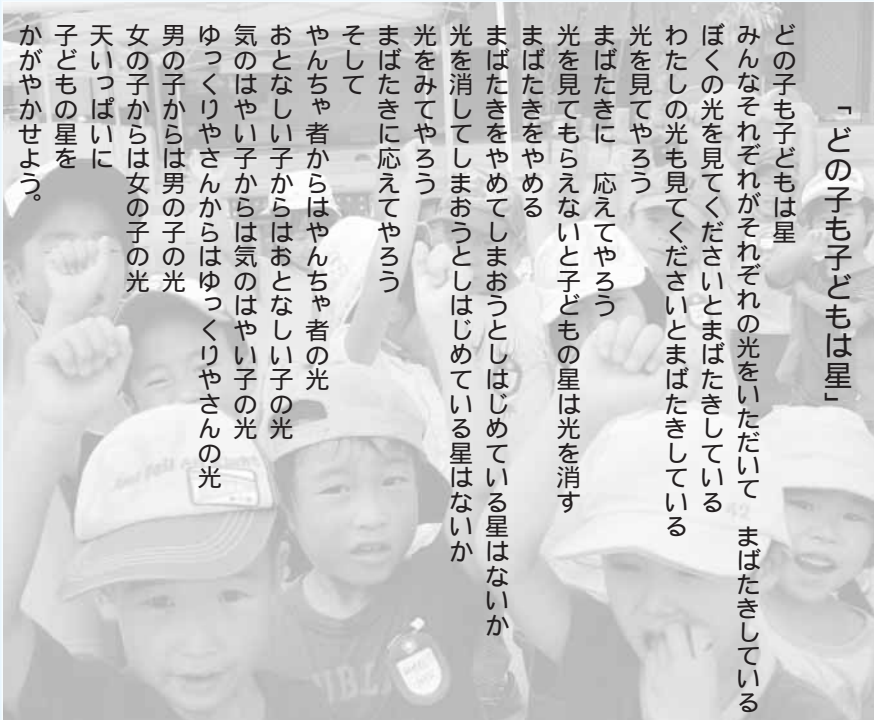 「どの子も子どもは星」
どの子も子どもは星
みんなそれぞれがそれぞれの光をいただいて　まばたきしている
ぼくの光を見てくださいとまばたきしている
わたしの光も見てくださいとまばたきしている
光を見てやろう
まばたきに　応えてやろう
光を見てもらえないと子どもの星は光を消す
まばたきをやめる
まばたきをやめてしまおうとしはじめている星はないか
光を消してしまおうとしはじめている星はないか
光をみてやろう
まばたきに応えてやろう
そして
やんちゃ者からはやんちゃ者の光
おとなしい子からはおとなしい子の光
気のはやい子からは気のはやい子の光
ゆっくりやさんからはゆっくりやさんの光
男の子からは男の子の光
女の子からは女の子の光
天いっぱいに
子どもの星を
かがやかせよう。